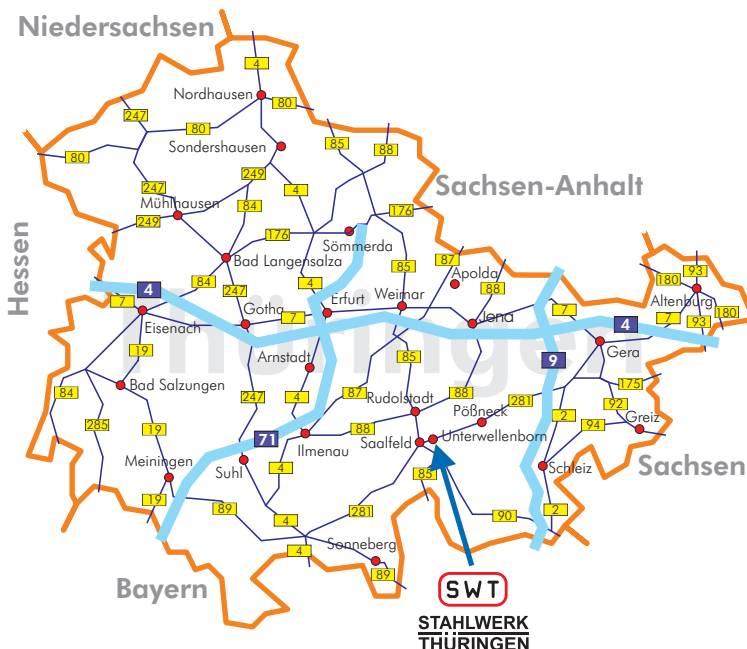 Niedersachsen
4
Nordhausen
80
247
80
85
88
Sondershausen
80
249
247
4
Sachsen-Anhalt
84
Mühlhausen
249
176
176
Sömmerda
Hessen
Bad Langensalza
87
85
Apolda
93
180
4
84
4
88
247
Altenburg
7
Erfurt
Weimar
7
180
Eisenach
Gotha
7
Jena
4
7
93
Thüringen
Gera
19
Arnstadt
85
9
175
Bad Salzungen
84
247
4
87
88
92
Rudolstadt
Pößneck
281
2
94
Greiz
285
19
71
88
Ilmenau
Saalfeld
Unterwellenborn
Meiningen
Suhl
4
Schleiz
Sachsen
85
19
89
4
281
90
2
4
Sonneberg
89
Bayern
SWT
STAHLWERK
THÜRINGEN